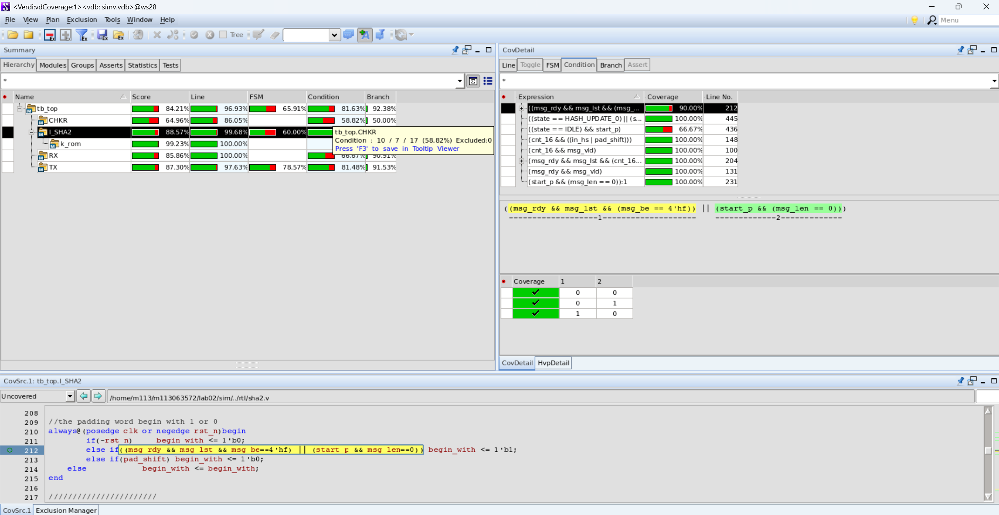 <Verdi:vdCoverage:1><vdb: simv.vdb>@ws28
File View Plan Exclusion Tools Window Help
Menu
Tree
Summary
Hierarchy Modules Groups Asserts Statistics Tests
*
Name Score Line FSM Condition Branch
tb_top 84.21% 96.93% 65.91% 81.63% 92.38%
CHKR 64.96% 86.05% 58.82% 50.00%
I_SHA2 88.57% 99.68% 60.00%
k_rom 99.23% 100.00%
RX 85.86% 100.00% 66.67% 90.91%
TX 87.30% 97.63% 78.57% 81.48% 91.53%
tb_top.CHKR
Condition : 10 / 7 / 17 (58.82%) Excluded:0
Press 'F3' to save in Tooltip Viewer
CovDetail
Line Toggle FSM Condition Branch Assert
*
Expression Coverage Line No.
((msg_rdy && msg_lst && (msg_... 90.00% 212
((state == HASH_UPDATE_0) || (s... 100.00% 445
((state == IDLE) && start_p) 66.67% 436
(cnt_16 && ((in_hs | pad_shift))) 100.00% 148
(cnt_16 && msg_vld) 100.00% 100
(msg_rdy && msg_lst && (cnt_16... 100.00% 204
(msg_rdy && msg_vld) 100.00% 131
(start_p && (msg_len == 0)):1 100.00% 231
((msg_rdy && msg_lst && (msg_be == 4'hf)) || (start_p && (msg_len == 0)))
-------------------1-------------------- -------------2-------------
Coverage 1 2
✓ 0 0
✓ 0 1
✓ 1 0
CovDetail HvpDetail
CovSrc.1: tb_top.I_SHA2
Uncovered /home/m113/m113063572/lab02/sim/../rtl/sha2.v
208
209 //the padding word begin with 1 or 0
210 always@(posedge clk or negedge rst_n)begin
211 if(~rst_n) begin_with <= 1'b0;
212 else if((msg_rdy && msg_lst && msg_be==4'hf) || (start_p && msg_len==0)) begin_with <= 1'b1;
213 else if(pad_shift) begin_with <= 1'b0;
214 else begin_with <= begin_with;
215 end
216
217 ///////////////////////
CovSrc.1 Exclusion Manager